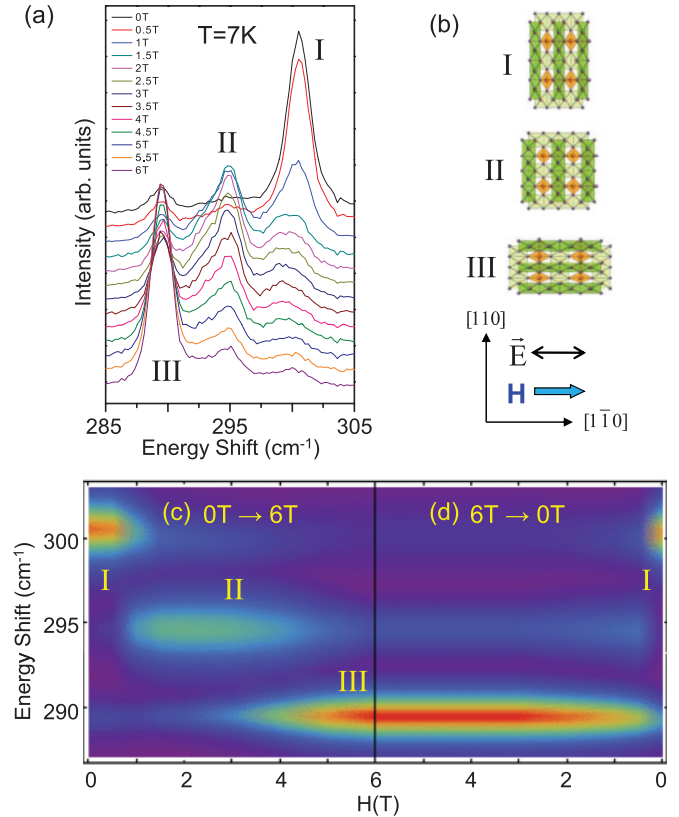 (a)
T=7K
0T
0.5T
1T
1.5T
2T
2.5T
3T
3.5T
4T
4.5T
5T
5.5T
6T
I
II
III
Intensity (arb. units)
285
295
305
Energy Shift (cm⁻¹)
(b)
I
II
III
[110]
E⃗
H
[11̄0]
(c) 0T → 6T
(d) 6T → 0T
I
II
III
I
Energy Shift (cm⁻¹)
300
295
290
0 2 4 6 4 2 0
H(T)